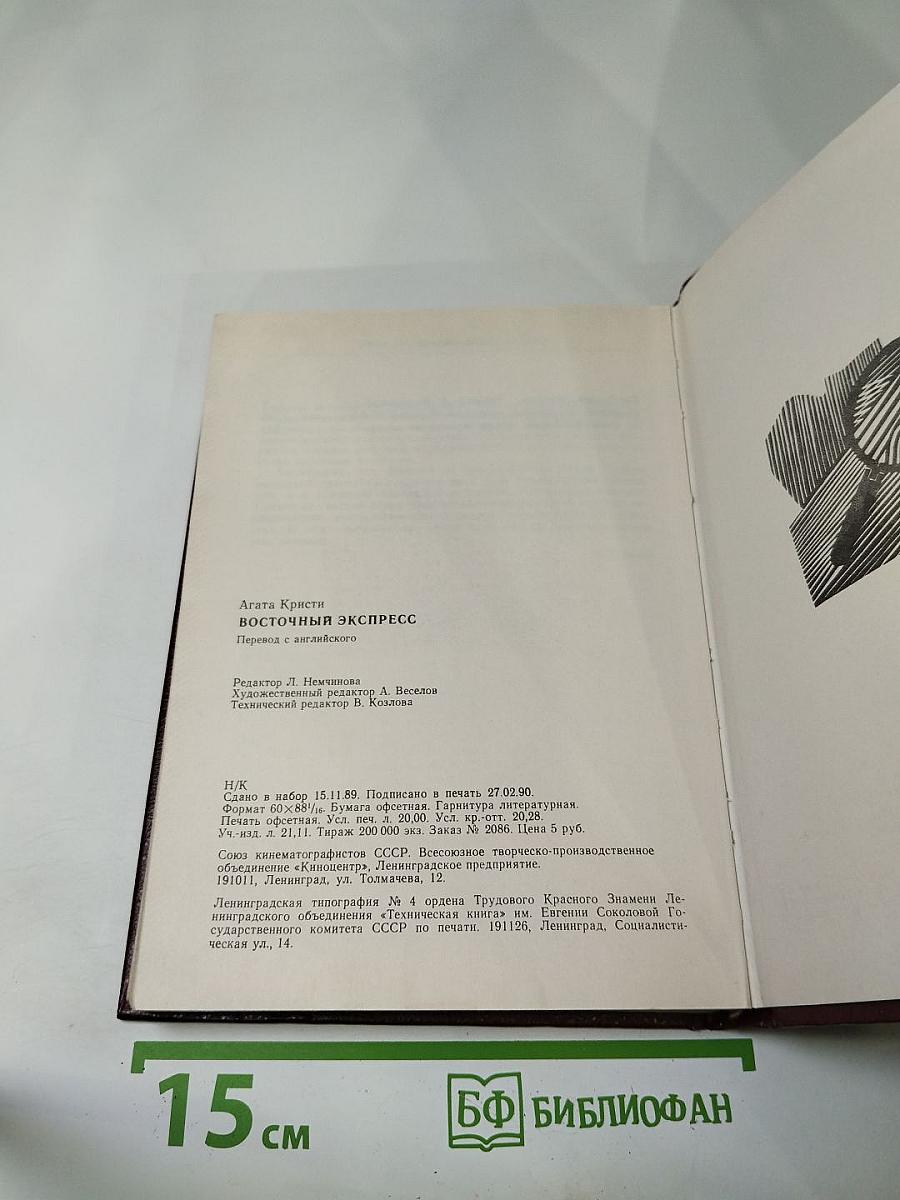 Агата Кристи
ВОСТОЧНЫЙ ЭКСПРЕСС
Перевод с английского
Редактор Л. Немчинова
Художественный редактор А. Веселов
Технический редактор В. Козлова
Н/К
Сдано в набор 15.11.89. Подписано в печать 27.02.90.
Формат 60×88¹/₁₆. Бумага офсетная. Гарнитура литературная.
Печать офсетная. Усл. печ. л. 20,00. Усл. кр.-отт. 20,28.
Уч.-изд. л. 21,11. Тираж 200 000 экз. Заказ № 2086. Цена 5 руб.
Союз кинематографистов СССР. Всесоюзное творческо-производственное
объединение «Киноцентр», Ленинградское предприятие.
191011, Ленинград, ул. Толмачева, 12.
Ленинградская типография № 4 ордена Трудового Красного Знамени Ле-
нинградского объединения «Техническая книга» им. Евгении Соколовой Го-
сударственного комитета СССР по печати. 191126, Ленинград, Социалисти-
ческая ул., 14.
15 см
БФ БИБЛИОФАН